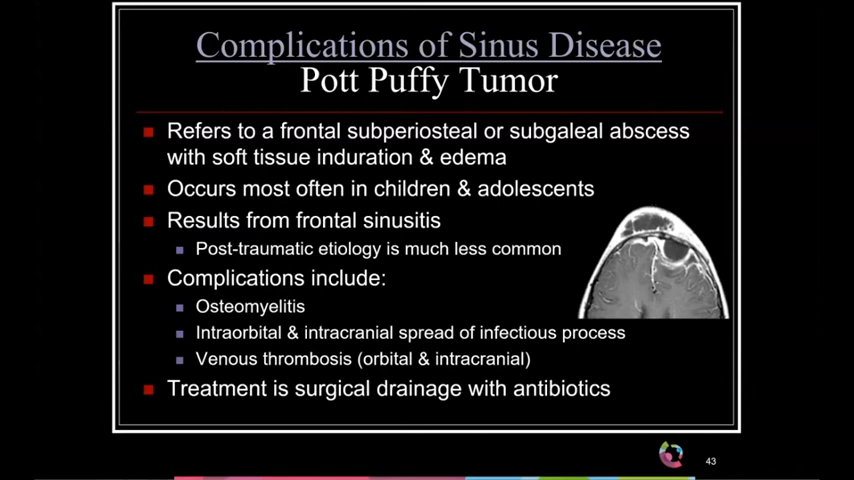 Complications of Sinus Disease
Pott Puffy Tumor
Refers to a frontal subperiosteal or subgaleal abscess
with soft tissue induration & edema
Occurs most often in children & adolescents
Results from frontal sinusitis
Post-traumatic etiology is much less common
Complications include:
Osteomyelitis
Intraorbital & intracranial spread of infectious process
Venous thrombosis (orbital & intracranial)
Treatment is surgical drainage with antibiotics
43